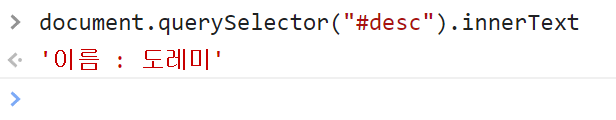 document.querySelector("#desc").innerText
'이름 : 도레미'